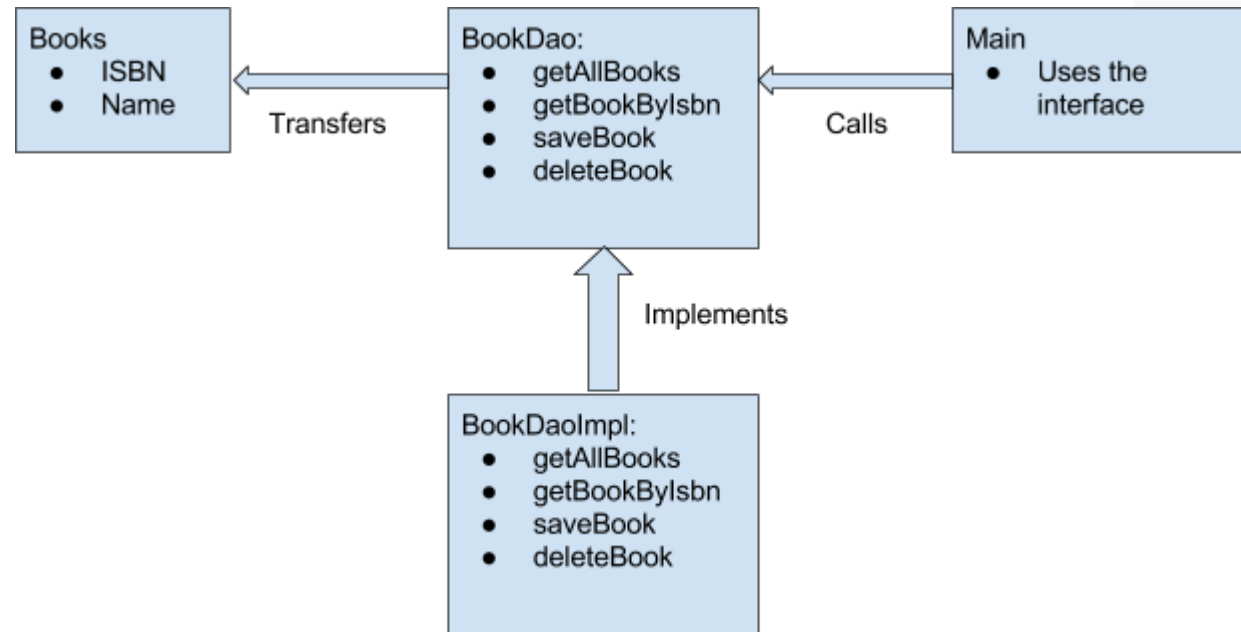 Books
● ISBN
● Name
Transfers
BookDao:
● getAllBooks
● getBookByIsbn
● saveBook
● deleteBook
Calls
Main
● Uses the
interface
Implements
BookDaoImpl:
● getAllBooks
● getBookByIsbn
● saveBook
● deleteBook